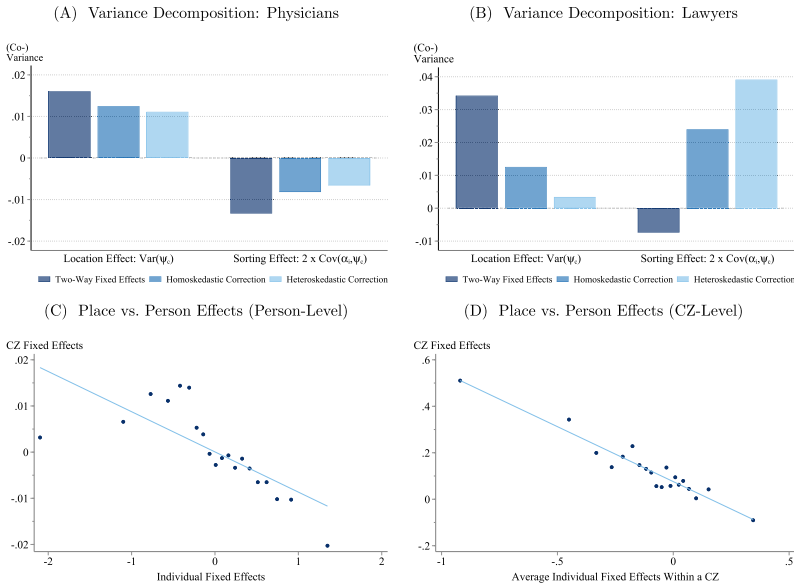 (A) Variance Decomposition: Physicians
(Co-)
Variance
.02
.01
0
-.01
-.02
Location Effect: Var(ψc)
Sorting Effect: 2 x Cov(αi,ψc)
Two-Way Fixed Effects
Homoskedastic Correction
Heteroskedastic Correction
(B) Variance Decomposition: Lawyers
(Co-)
Variance
.04
.03
.02
.01
0
-.01
Location Effect: Var(ψc)
Sorting Effect: 2 x Cov(αi,ψc)
Two-Way Fixed Effects
Homoskedastic Correction
Heteroskedastic Correction
(C) Place vs. Person Effects (Person-Level)
CZ Fixed Effects
.02
.01
0
-.01
-.02
-2
-1
0
1
2
Individual Fixed Effects
(D) Place vs. Person Effects (CZ-Level)
CZ Fixed Effects
.6
.4
.2
0
-.2
-1
-.5
0
.5
Average Individual Fixed Effects Within a CZ